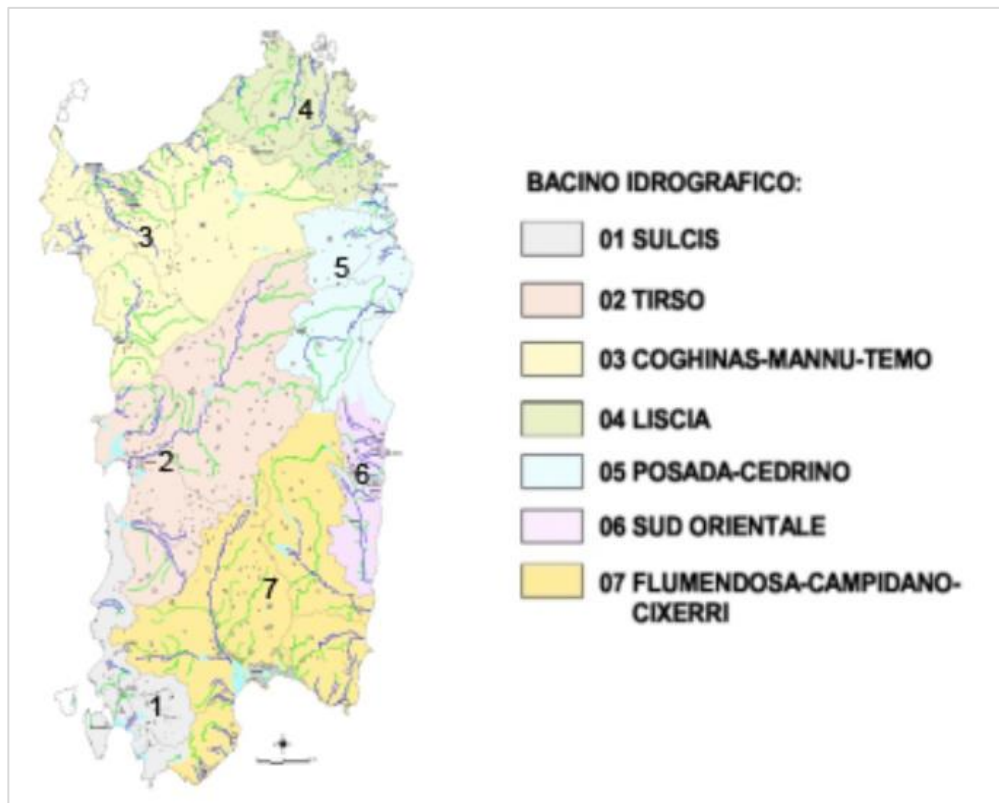 4
3
5
2
6
7
1
BACINO IDROGRAFICO:
01 SULCIS
02 TIRSO
03 COGHINAS-MANNU-TEMO
04 LISCIA
05 POSADA-CEDRINO
06 SUD ORIENTALE
07 FLUMENDOSA-CAMPIDANO-
CIXERRI